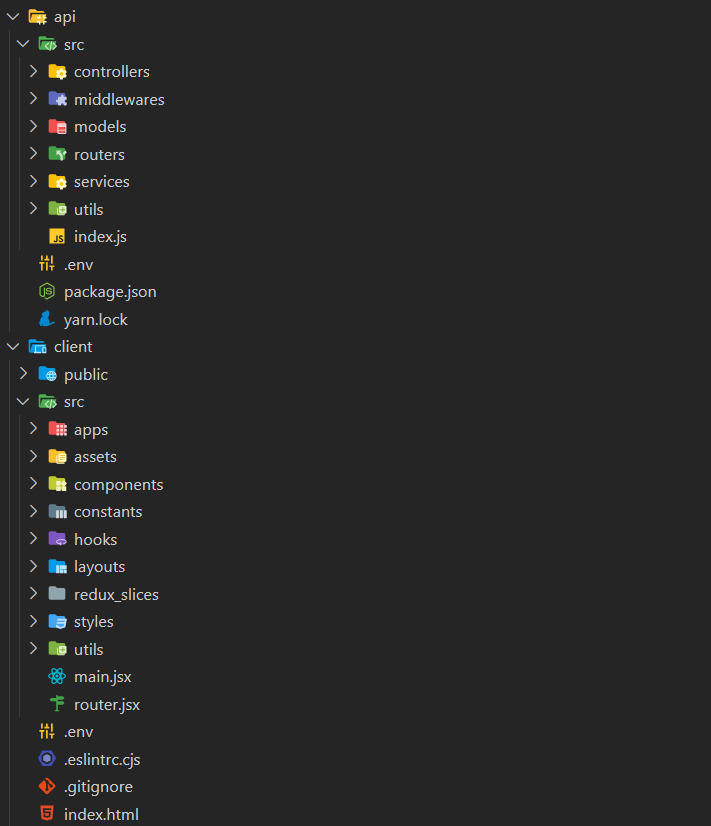 api
src
controllers
middlewares
models
routers
services
utils
JS index.js
.env
JS package.json
yarn.lock
client
public
src
apps
assets
components
constants
hooks
layouts
redux_slices
styles
utils
main.jsx
router.jsx
.env
.eslintrc.cjs
.gitignore
index.html